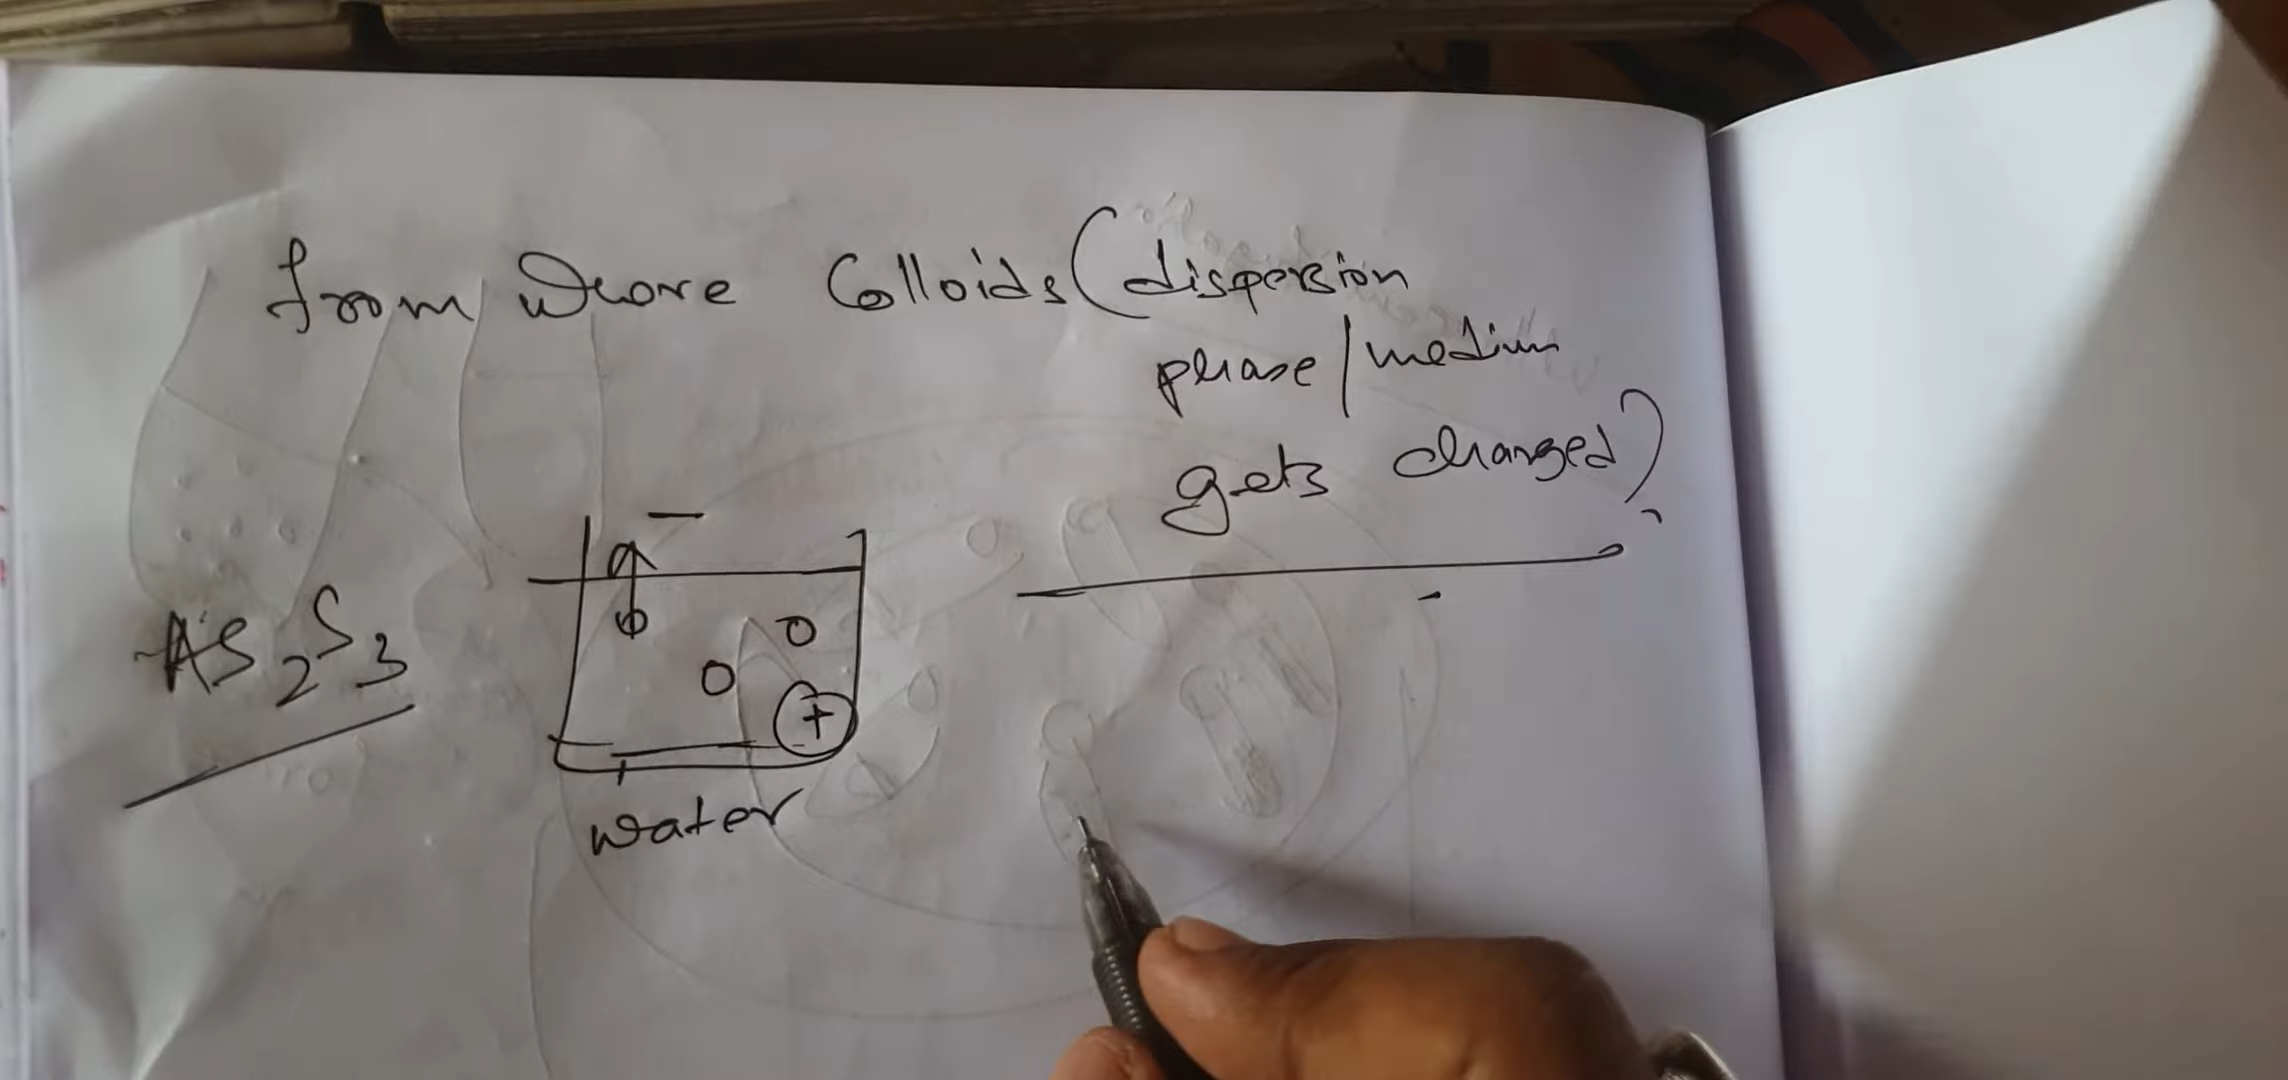 from where Colloids (dispersion
phase / medium
gets changed)
?
AS2S3
−
+
water